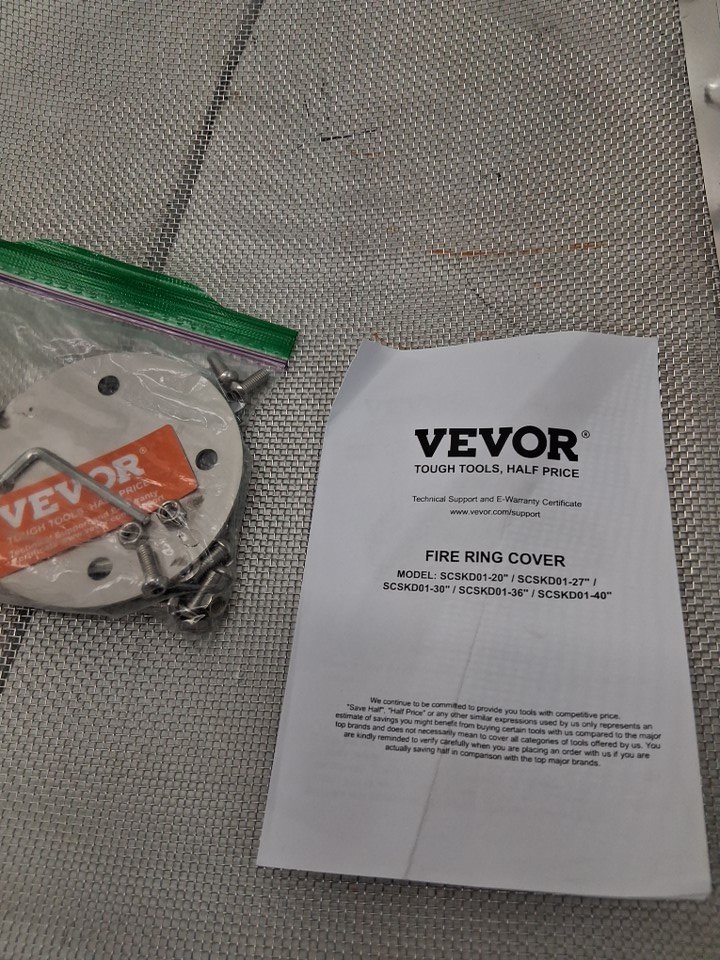 VEVOR®
TOUGH TOOLS, HALF PRICE
Technical Support and E-Warranty Certificate
www.vevor.com/support
FIRE RING COVER
MODEL: SCSKD01-20" / SCSKD01-27" /
SCSKD01-30" / SCSKD01-36" / SCSKD01-40"
We continue to be committed to provide you tools with competitive price.
"Save Half", "Half Price" or any other similar expressions used by us only represents an
estimate of savings you might benefit from buying certain tools with us compared to the major
top brands and does not necessarily mean to cover all categories of tools offered by us. You
are kindly reminded to verify carefully when you are placing an order with us if you are
actually saving half in comparison with the top major brands.
VEVOR®
TOUGH TOOLS, HALF PRICE
Technical Support